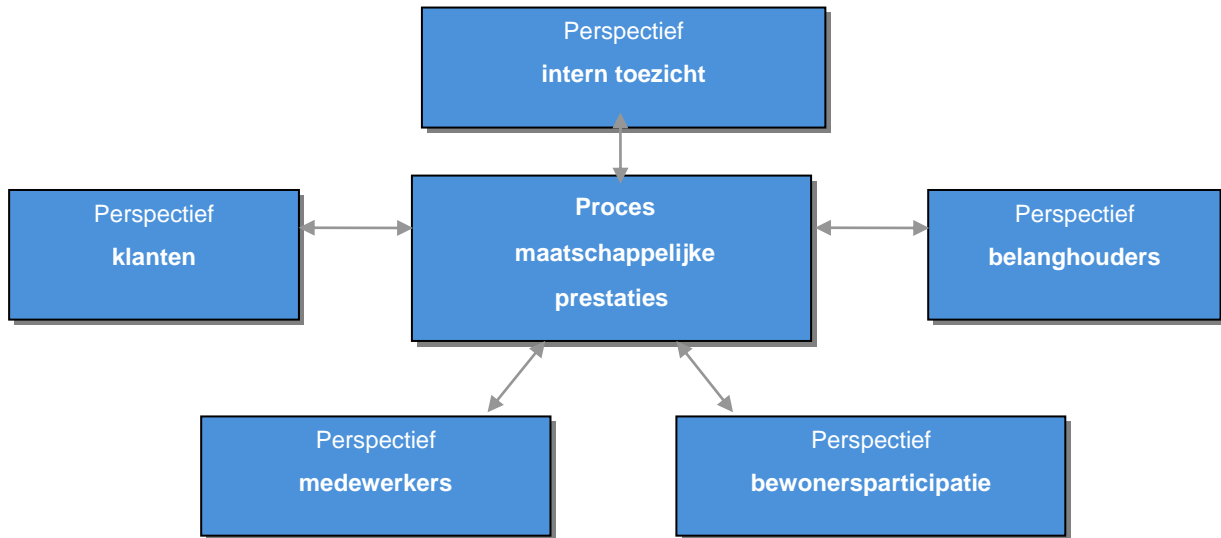 Perspectief
intern toezicht
Perspectief
klanten
Proces
maatschappelijke
prestaties
Perspectief
belanghouders
Perspectief
medewerkers
Perspectief
bewonersparticipatie